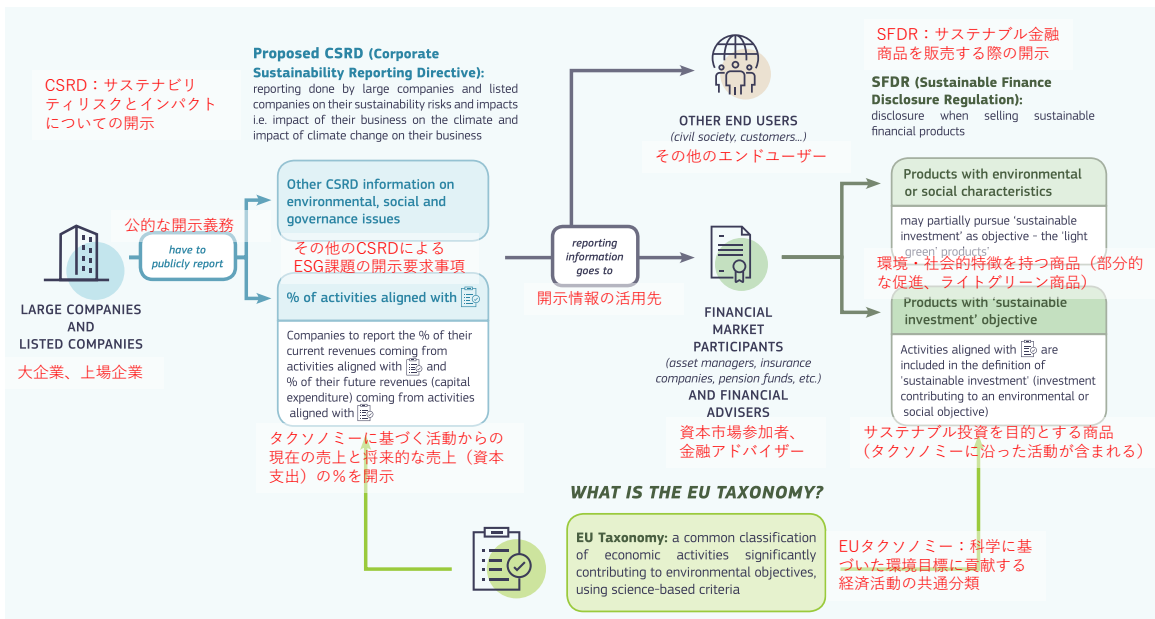 CSRD：サステナビリ
ティリスクとインパクト
についての開示
Proposed CSRD (Corporate
Sustainability Reporting Directive):
reporting done by large companies and listed
companies on their sustainability risks and impacts
i.e. impact of their business on the climate and
impact of climate change on their business
SFDR：サステナブル金融
商品を販売する際の開示
SFDR (Sustainable Finance
Disclosure Regulation):
disclosure when selling sustainable
financial products
OTHER END USERS
(civil society, customers...)
その他のエンドユーザー
LARGE COMPANIES
AND
LISTED COMPANIES
大企業、上場企業
公的な開示義務
have to
publicly report
Other CSRD information on
environmental, social and
governance issues
その他のCSRDによる
ESG課題の開示要求事項
% of activities aligned with
Companies to report the % of their
current revenues coming from
activities aligned with and
% of their future revenues (capital
expenditure) coming from activities
aligned with
タクソノミーに基づく活動からの
現在の売上と将来的な売上（資本
支出）の％を開示
reporting
information
goes to
開示情報の活用先
FINANCIAL
MARKET
PARTICIPANTS
(asset managers, insurance
companies, pension funds, etc.)
AND FINANCIAL
ADVISERS
資本市場参加者、
金融アドバイザー
Products with environmental
or social characteristics
may partially pursue ‘sustainable
investment’ as objective - the ‘light
green’ products’
環境・社会的特徴を持つ商品（部分的
な促進、ライトグリーン商品）
Products with ‘sustainable
investment’ objective
Activities aligned with are
included in the definition of
‘sustainable investment’ (investment
contributing to an environmental or
social objective)
サステナブル投資を目的とする商品
（タクソノミーに沿った活動が含まれる）
WHAT IS THE EU TAXONOMY?
EU Taxonomy: a common classification
of economic activities significantly
contributing to environmental objectives,
using science-based criteria
EUタクソノミー：科学に基
づいた環境目標に貢献する
経済活動の共通分類